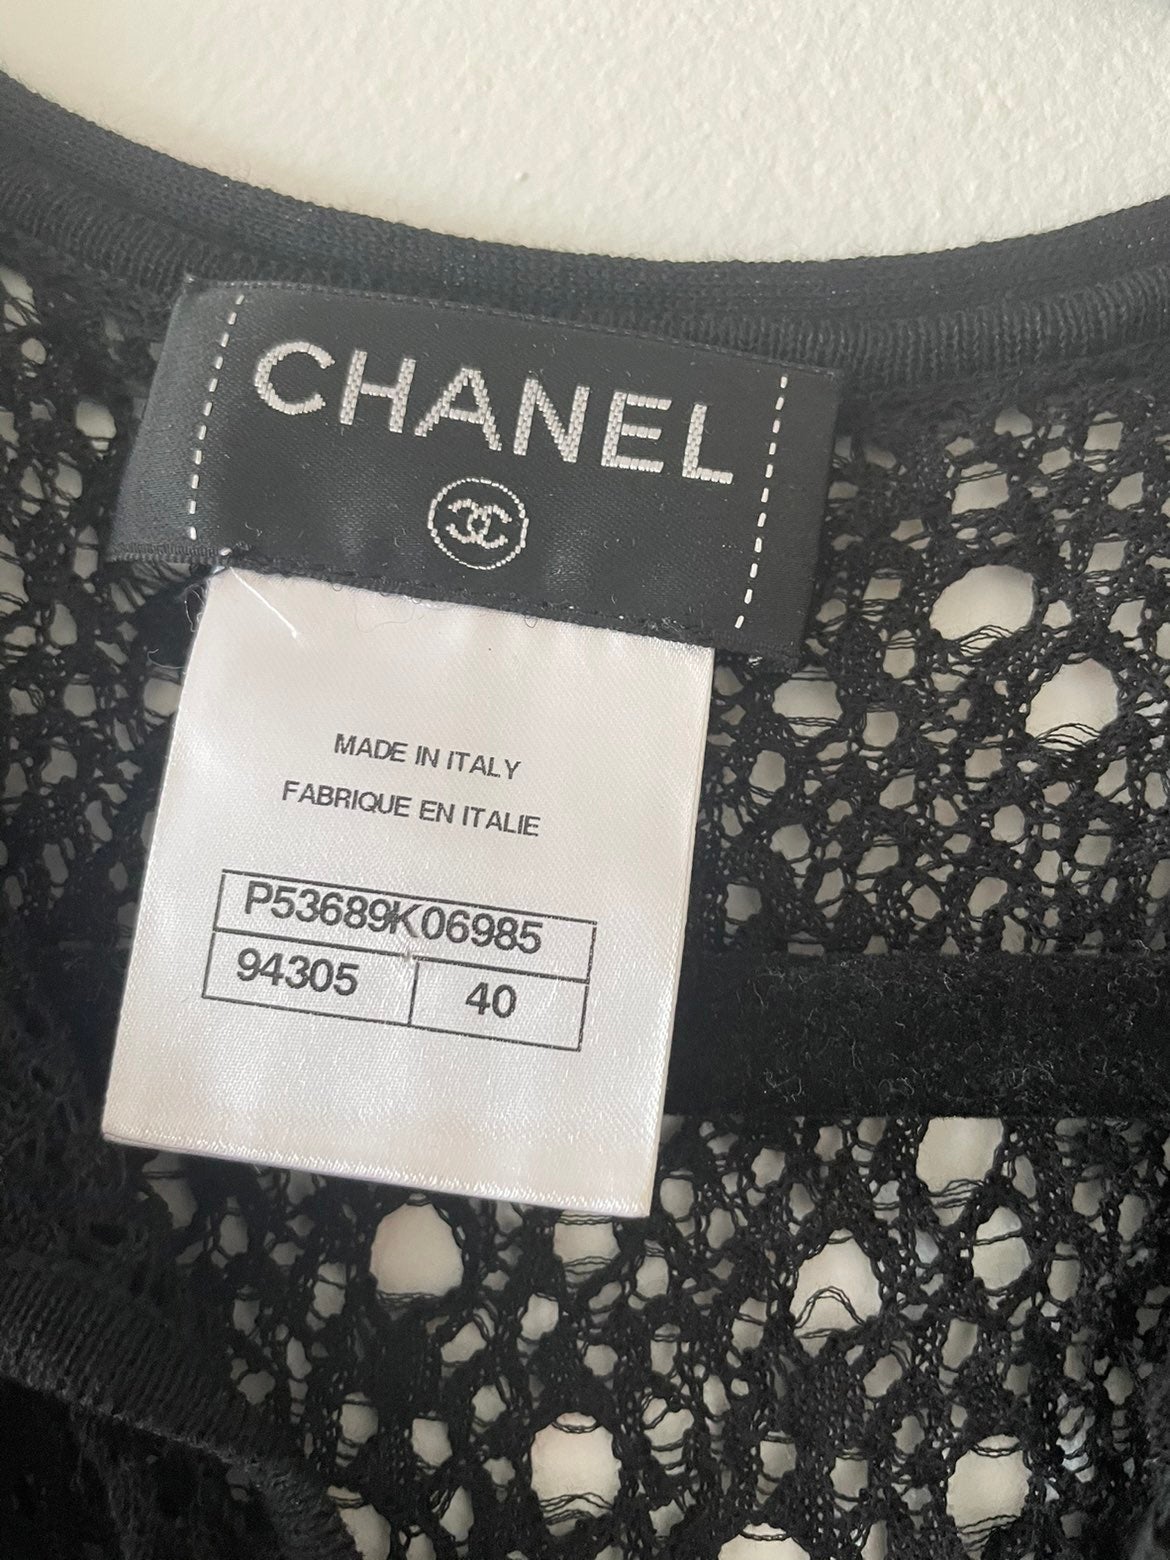 CHANEL
MADE IN ITALY
FABRIQUE EN ITALIE
P53689K06985
94305 40